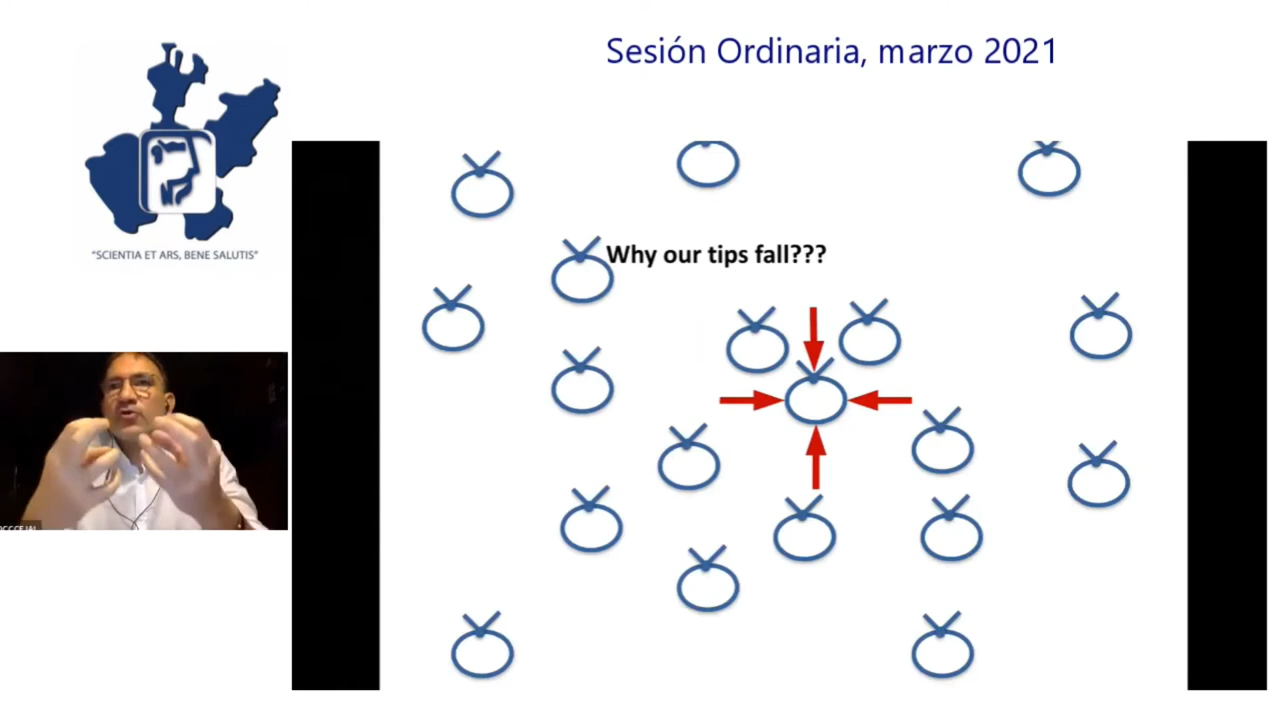 Sesión Ordinaria, marzo 2021
"SCIENTIA ET ARS, BENE SALUTIS"
Why our tips fall???